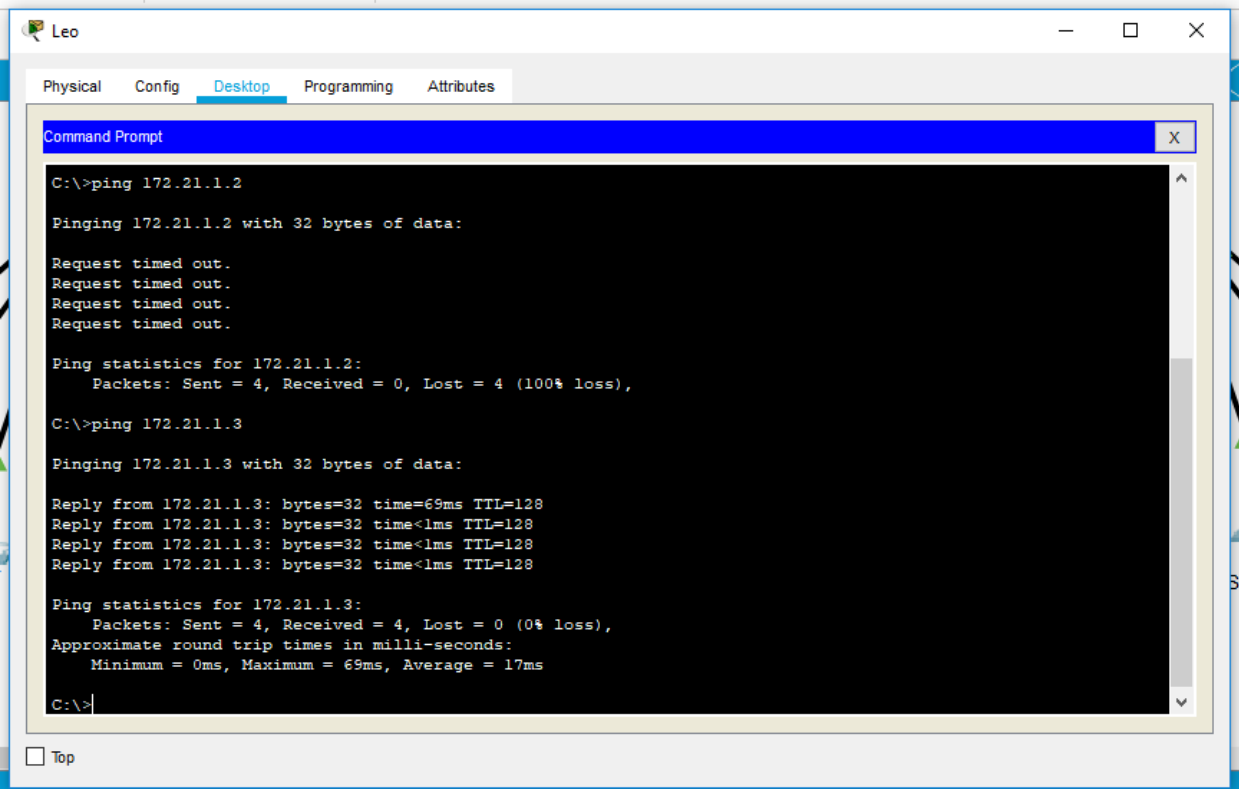 Leo
Physical Config Desktop Programming Attributes
Command Prompt X
C:\>ping 172.21.1.2
Pinging 172.21.1.2 with 32 bytes of data:
Request timed out.
Request timed out.
Request timed out.
Request timed out.
Ping statistics for 172.21.1.2:
Packets: Sent = 4, Received = 0, Lost = 4 (100% loss),
C:\>ping 172.21.1.3
Pinging 172.21.1.3 with 32 bytes of data:
Reply from 172.21.1.3: bytes=32 time=69ms TTL=128
Reply from 172.21.1.3: bytes=32 time<1ms TTL=128
Reply from 172.21.1.3: bytes=32 time<1ms TTL=128
Reply from 172.21.1.3: bytes=32 time<1ms TTL=128
Ping statistics for 172.21.1.3:
Packets: Sent = 4, Received = 4, Lost = 0 (0% loss),
Approximate round trip times in milli-seconds:
Minimum = 0ms, Maximum = 69ms, Average = 17ms
C:\>
Top